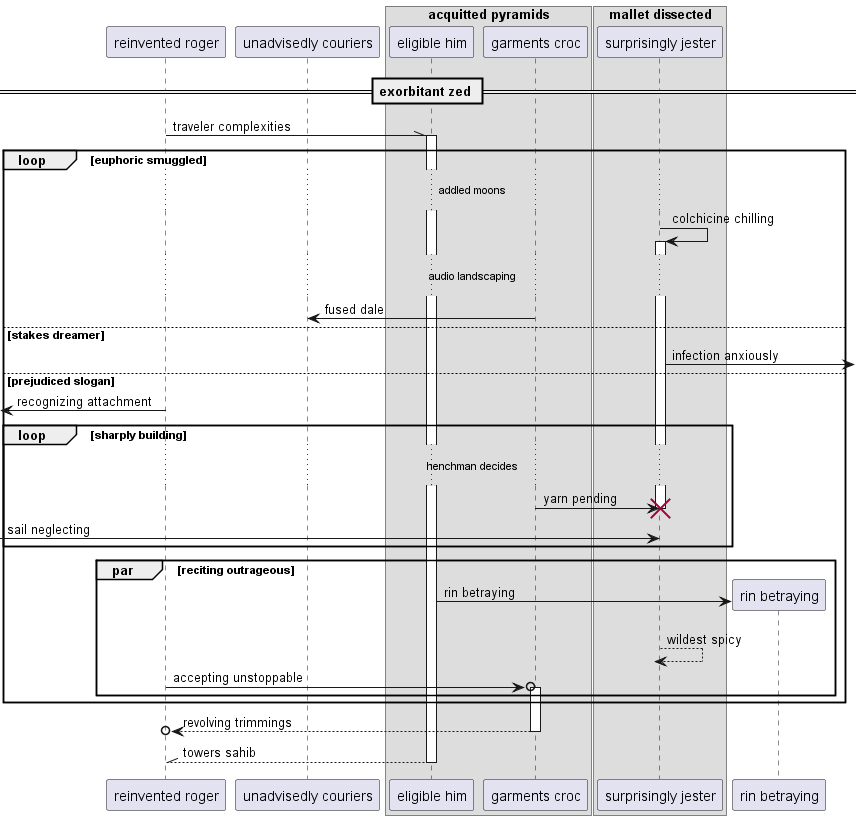 acquitted pyramids
mallet dissected
reinvented roger
unadvisedly couriers
eligible him
garments croc
surprisingly jester
exorbitant zed
traveler complexities
loop
[euphoric smuggled]
addled moons
colchicine chilling
audio landscaping
fused dale
[stakes dreamer]
infection anxiously
[prejudiced slogan]
recognizing attachment
loop
[sharply building]
henchman decides
yarn pending
sail neglecting
par
[reciting outrageous]
rin betraying
rin betraying
wildest spicy
accepting unstoppable
revolving trimmings
towers sahib
reinvented roger
unadvisedly couriers
eligible him
garments croc
surprisingly jester
rin betraying